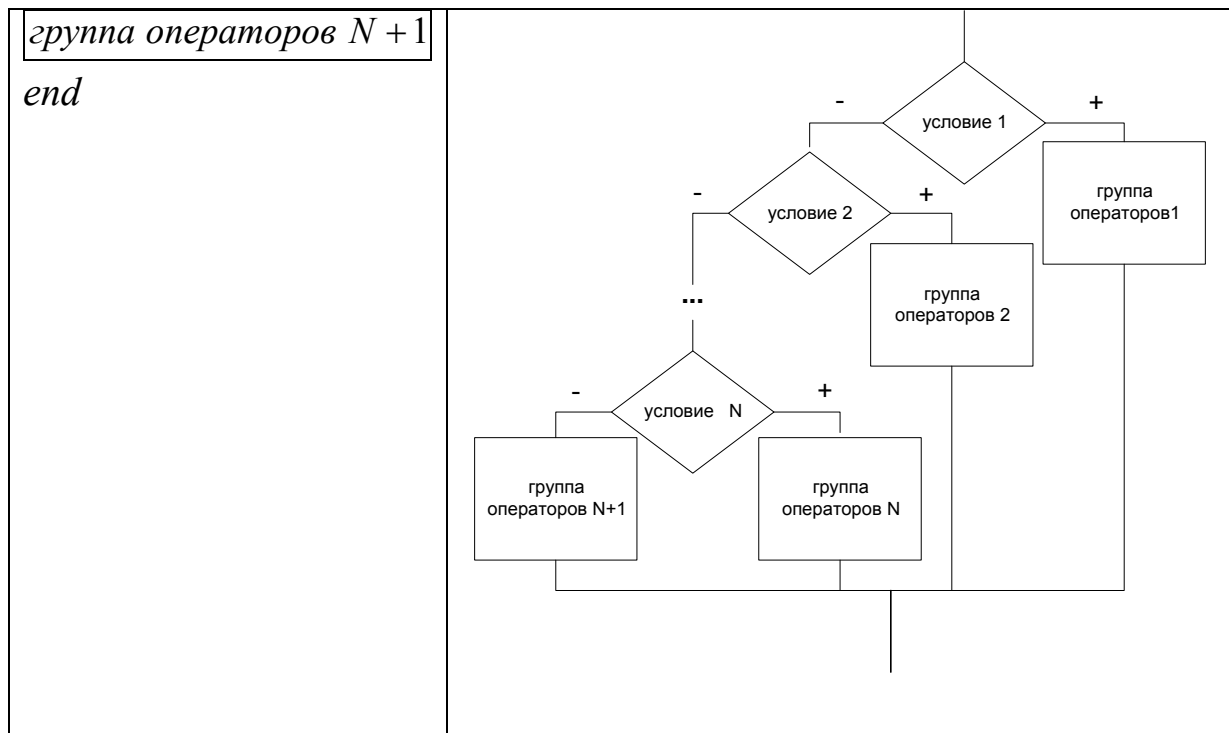 группа операторов N + 1
end
- +
условие 1
группа
операторов1
- +
условие 2
группа
операторов 2
...
- +
условие N
группа
операторов N+1
группа
операторов N